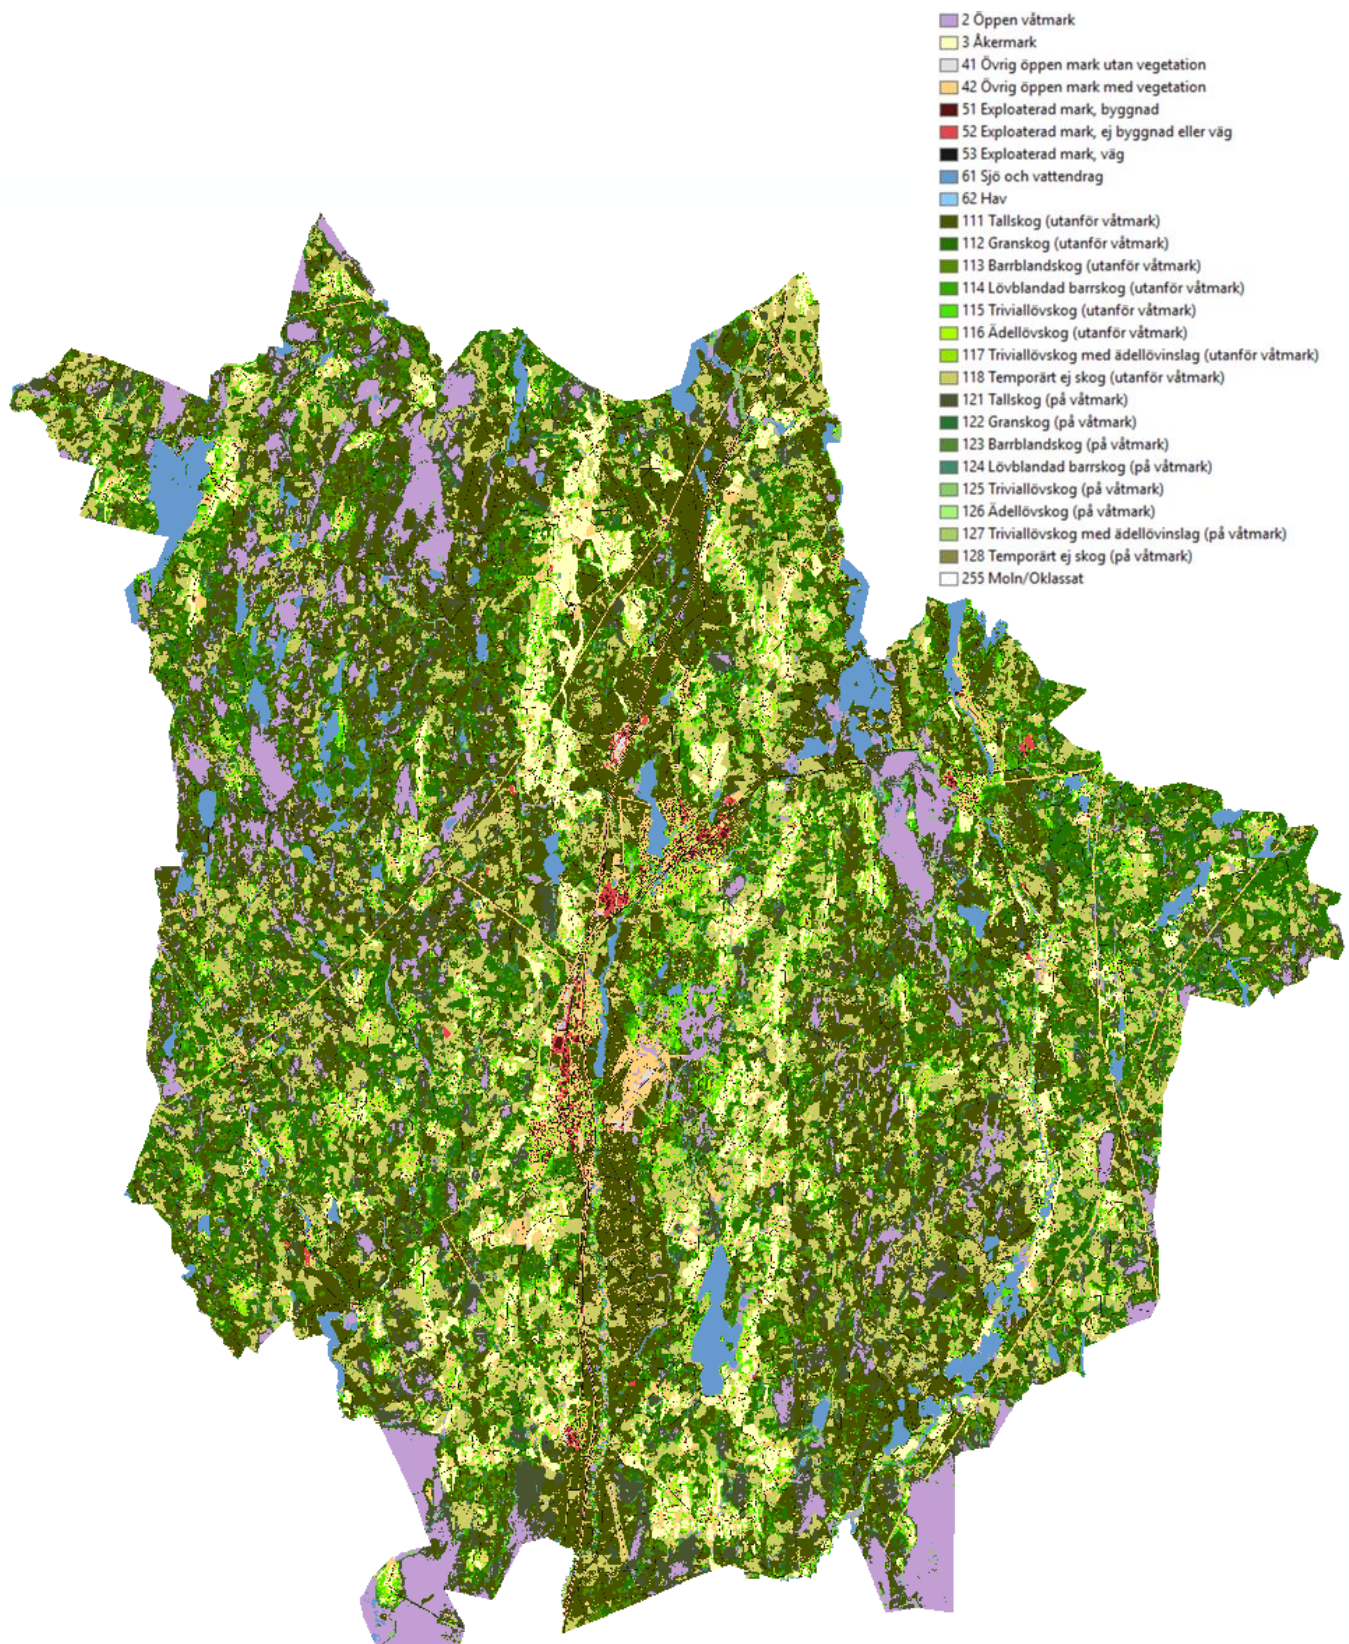 2 Öppen våtmark
3 Åkermark
41 Övrig öppen mark utan vegetation
42 Övrig öppen mark med vegetation
51 Exploaterad mark, byggnad
52 Exploaterad mark, ej byggnad eller väg
53 Exploaterad mark, väg
61 Sjö och vattendrag
62 Hav
111 Tallskog (utanför våtmark)
112 Granskog (utanför våtmark)
113 Barrblandskog (utanför våtmark)
114 Lövblandad barrskog (utanför våtmark)
115 Triviallövskog (utanför våtmark)
116 Ädellövskog (utanför våtmark)
117 Triviallövskog med ädellövinslag (utanför våtmark)
118 Temporärt ej skog (utanför våtmark)
121 Tallskog (på våtmark)
122 Granskog (på våtmark)
123 Barrblandskog (på våtmark)
124 Lövblandad barrskog (på våtmark)
125 Triviallövskog (på våtmark)
126 Ädellövskog (på våtmark)
127 Triviallövskog med ädellövinslag (på våtmark)
128 Temporärt ej skog (på våtmark)
255 Moln/Oklassat